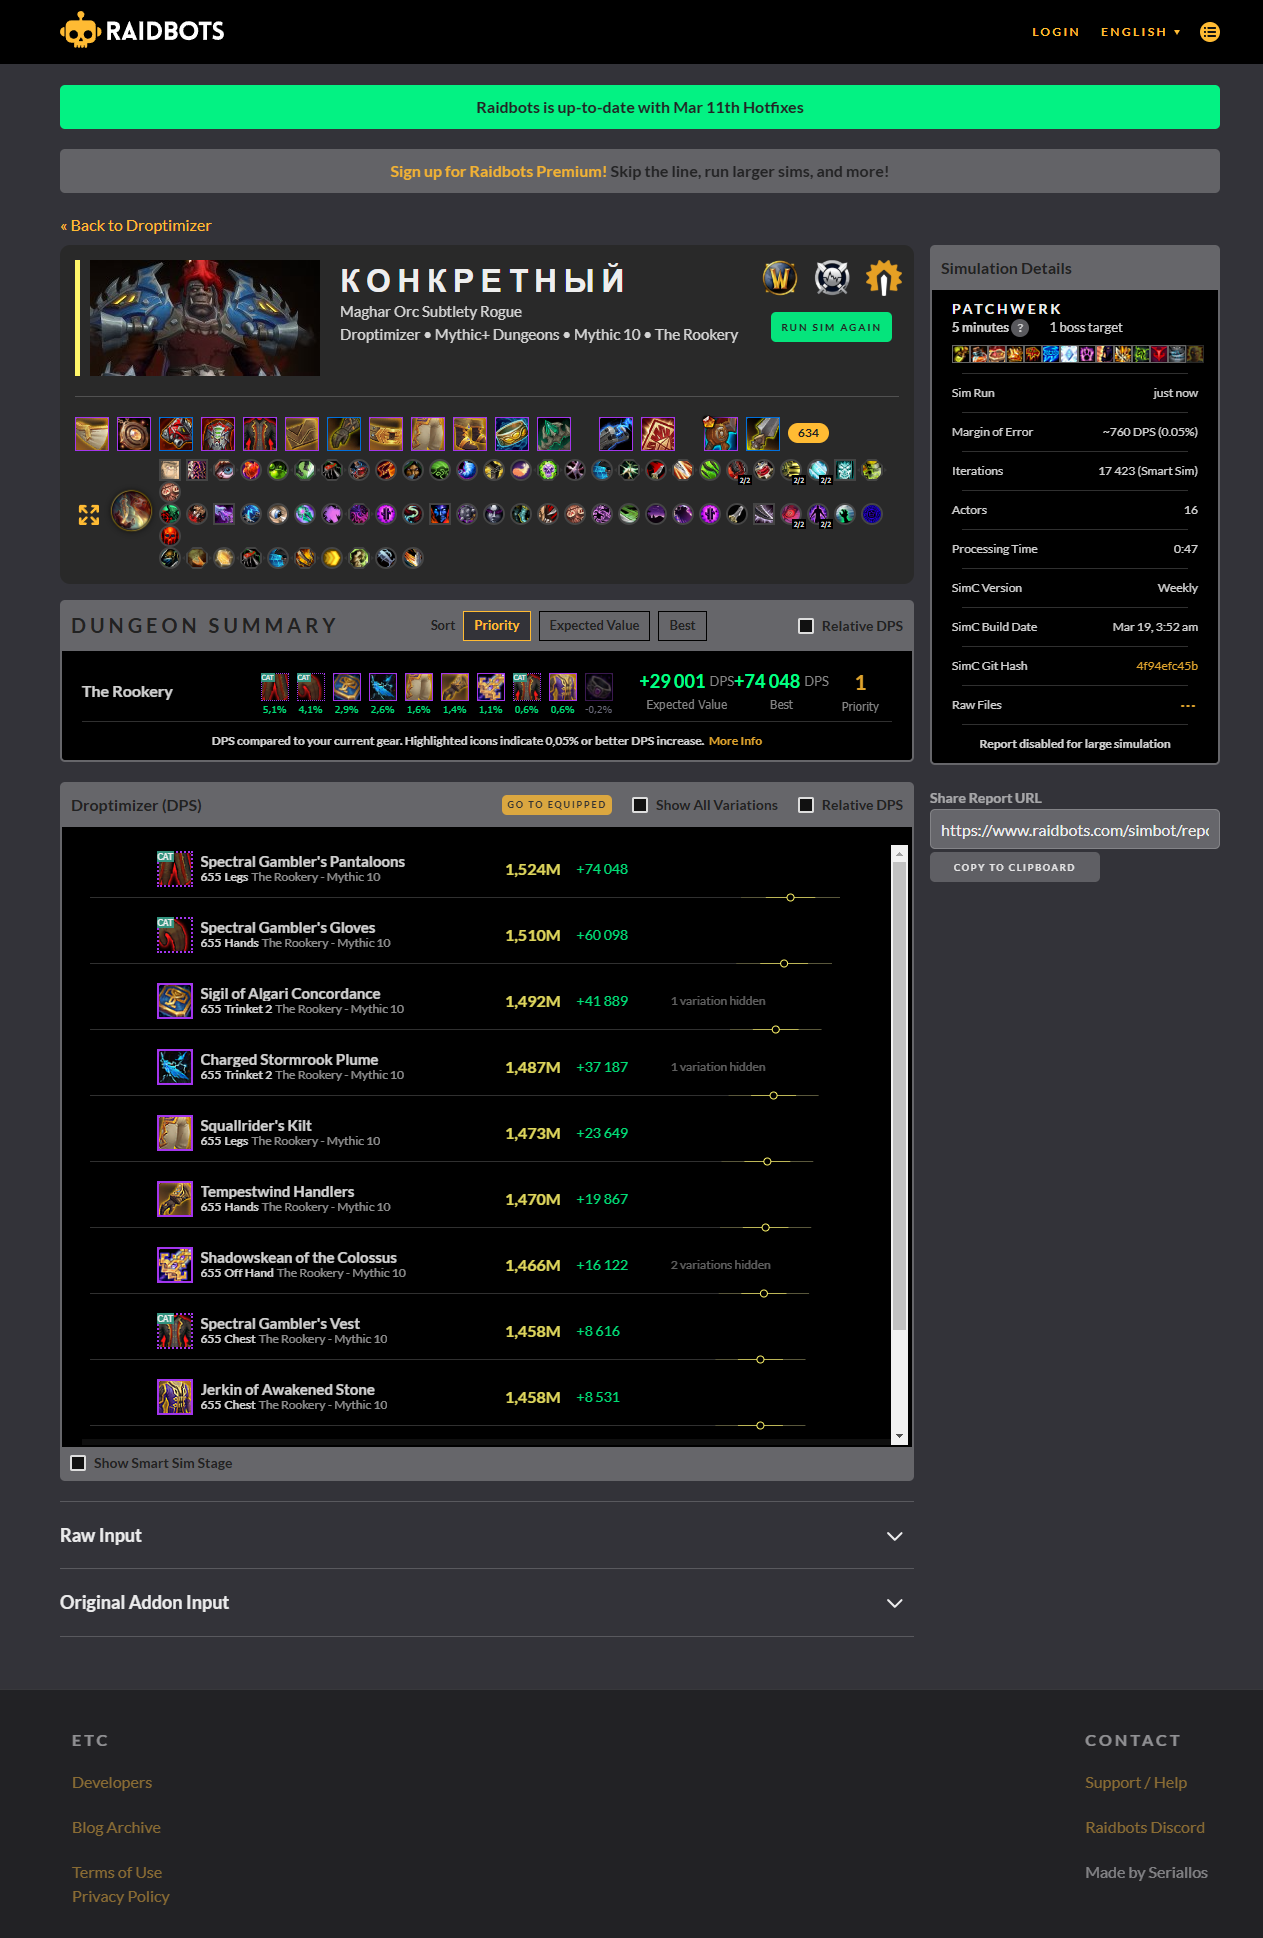 RAIDBOTS
LOGIN
ENGLISH ▾
Raidbots is up-to-date with Mar 11th Hotfixes
Sign up for Raidbots Premium! Skip the line, run larger sims, and more!
« Back to Droptimizer
КОНКРЕТНЫЙ
Maghar Orc Subtlety Rogue
Droptimizer • Mythic+ Dungeons • Mythic 10 • The Rookery
RUN SIM AGAIN
634
2/2
2/2
2/2
2/2
2/2
DUNGEON SUMMARY
Sort
Priority
Expected Value
Best
Relative DPS
The Rookery
CAT
CAT
CAT
5,1%
4,1%
2,9%
2,6%
1,6%
1,4%
1,1%
0,6%
0,6%
-0,2%
+29 001 DPS
Expected Value
+74 048 DPS
Best
1
Priority
DPS compared to your current gear. Highlighted icons indicate 0,05% or better DPS increase. More Info
Droptimizer (DPS)
GO TO EQUIPPED
Show All Variations
Relative DPS
CAT
Spectral Gambler's Pantaloons
655 Legs The Rookery - Mythic 10
1,524M
+74 048
CAT
Spectral Gambler's Gloves
655 Hands The Rookery - Mythic 10
1,510M
+60 098
Sigil of Algari Concordance
655 Trinket 2 The Rookery - Mythic 10
1,492M
+41 889
1 variation hidden
Charged Stormrook Plume
655 Trinket 2 The Rookery - Mythic 10
1,487M
+37 187
1 variation hidden
Squallrider's Kilt
655 Legs The Rookery - Mythic 10
1,473M
+23 649
Tempestwind Handlers
655 Hands The Rookery - Mythic 10
1,470M
+19 867
Shadowskean of the Colossus
655 Off Hand The Rookery - Mythic 10
1,466M
+16 122
2 variations hidden
CAT
Spectral Gambler's Vest
655 Chest The Rookery - Mythic 10
1,458M
+8 616
Jerkin of Awakened Stone
655 Chest The Rookery - Mythic 10
1,458M
+8 531
Show Smart Sim Stage
Raw Input
Original Addon Input
Simulation Details
PATCHWERK
5 minutes ?
1 boss target
Sim Run
just now
Margin of Error
~760 DPS (0.05%)
Iterations
17 423 (Smart Sim)
Actors
16
Processing Time
0:47
SimC Version
Weekly
SimC Build Date
Mar 19, 3:52 am
SimC Git Hash
4f94efc45b
Raw Files
---
Report disabled for large simulation
Share Report URL
https://www.raidbots.com/simbot/repo
COPY TO CLIPBOARD
ETC
Developers
Blog Archive
Terms of Use
Privacy Policy
CONTACT
Support / Help
Raidbots Discord
Made by Seriallos